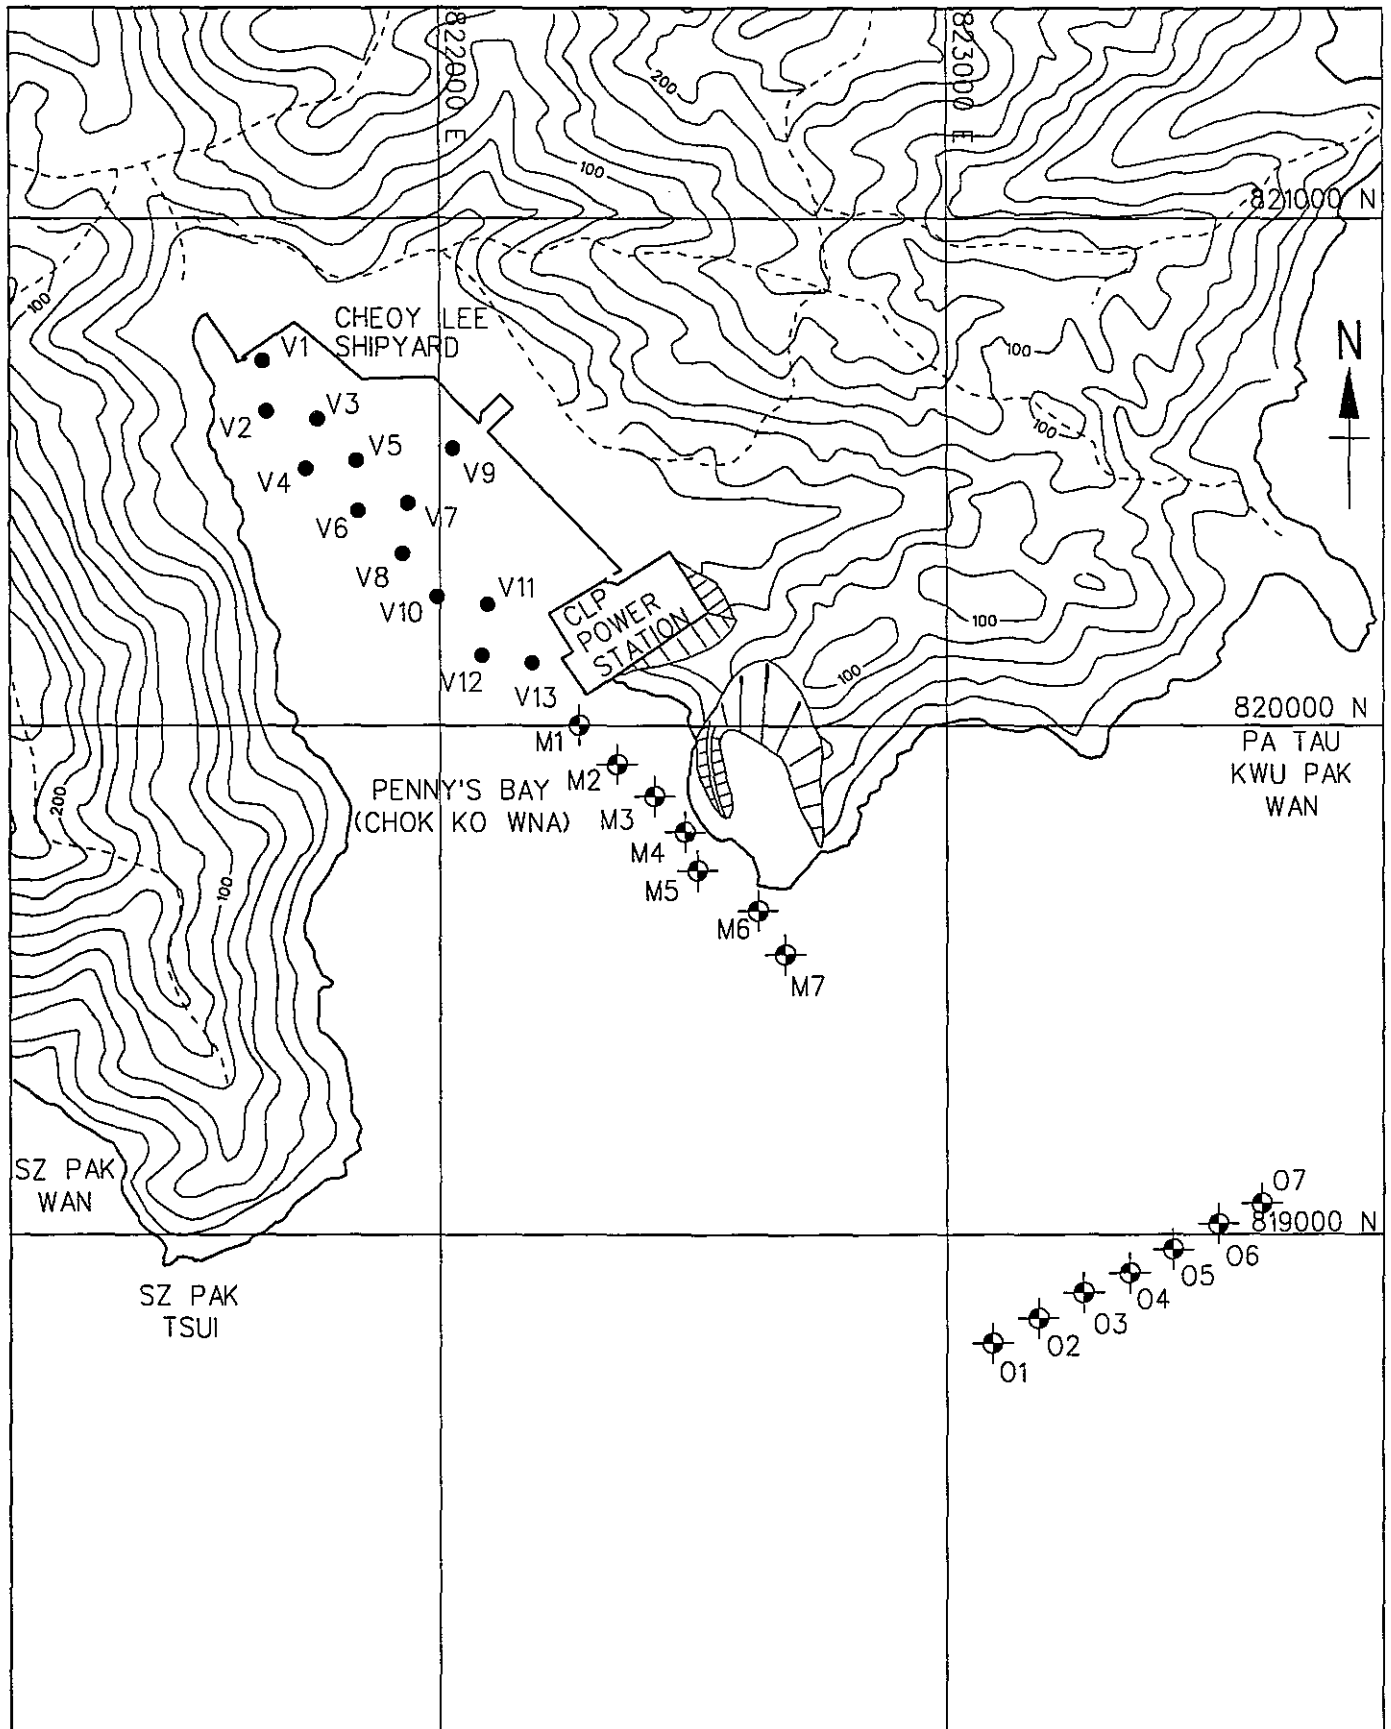 822000 E
823000 E
200
100
821000 N
100
CHEOY LEE
SHIPYARD
N
V1
100
V2
V3
100
V5
V4
V9
V6
V7
V8
V11
V10
CLP
POWER
STATION
100
V12
V13
100
820000 N
M1
PA TAU
KWU PAK
WAN
M2
200
PENNY'S BAY
(CHOK KO WNA)
M3
M4
M5
100
M6
M7
SZ PAK
WAN
O7
819000 N
O6
O5
SZ PAK
TSUI
O4
O3
O2
O1